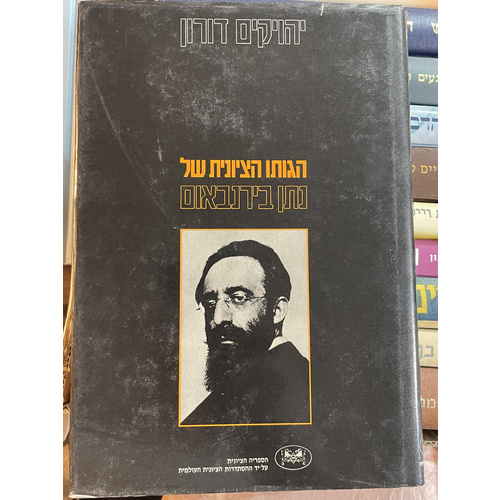 יהויקים דורון
הגותו הציונית של
נתן בירנבאום
הספריה הציונית
על-יד ההסתדרות הציונית העולמית